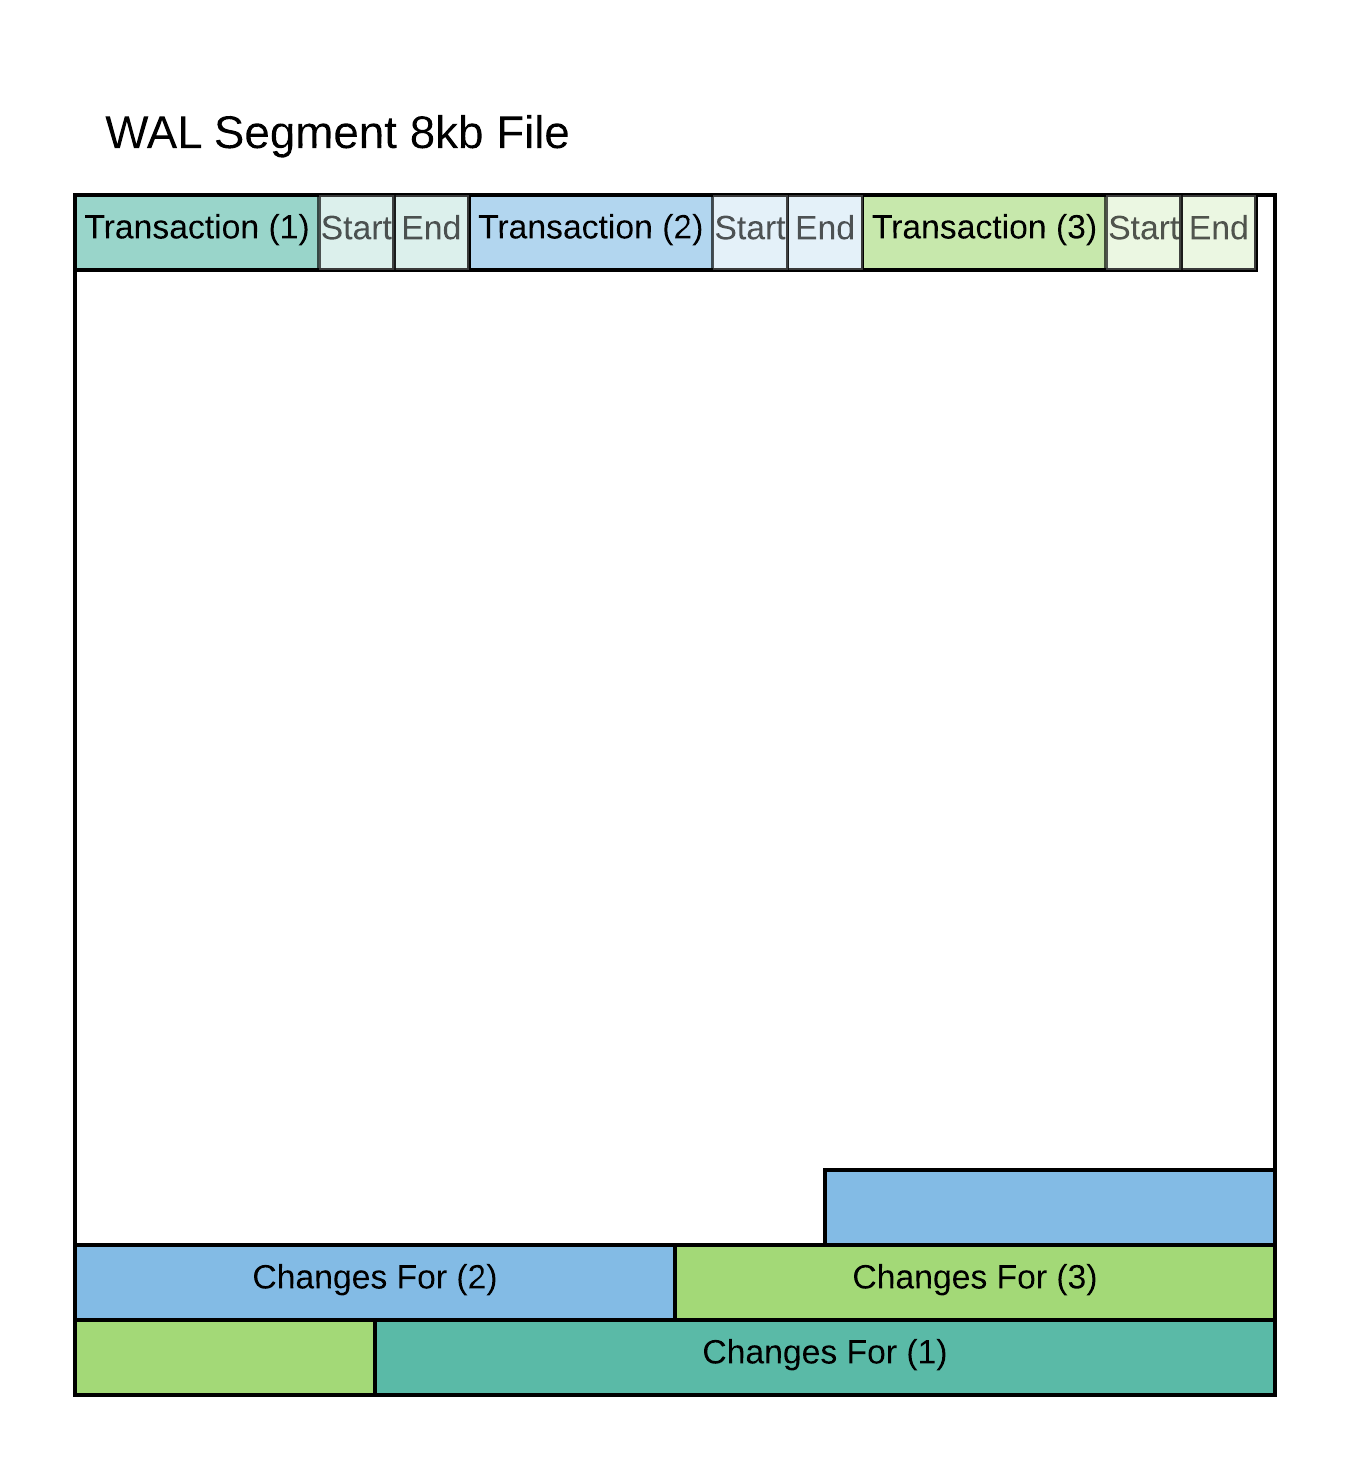 WAL Segment 8kb File
Transaction (1) Start End Transaction (2) Start End Transaction (3) Start End
Changes For (2) Changes For (3)
Changes For (1)